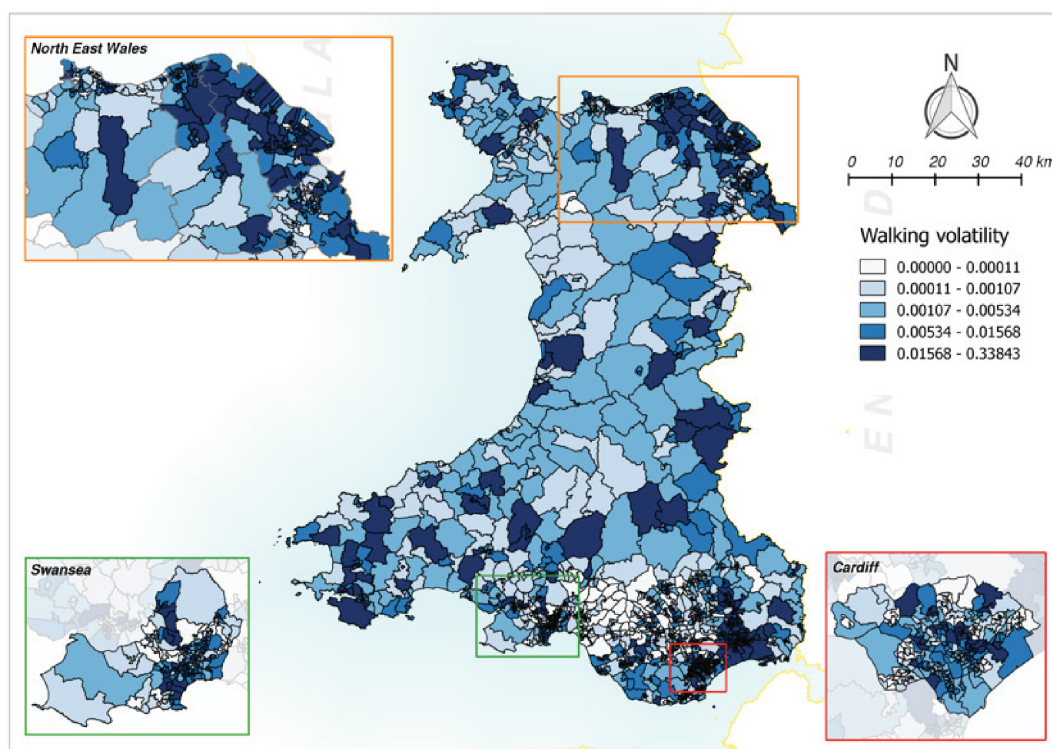 North East Wales
N
0 10 20 30 40 km
EN
D
Walking volatility
0.00000 - 0.00011
0.00011 - 0.00107
0.00107 - 0.00534
0.00534 - 0.01568
0.01568 - 0.33843
Swansea
Cardiff